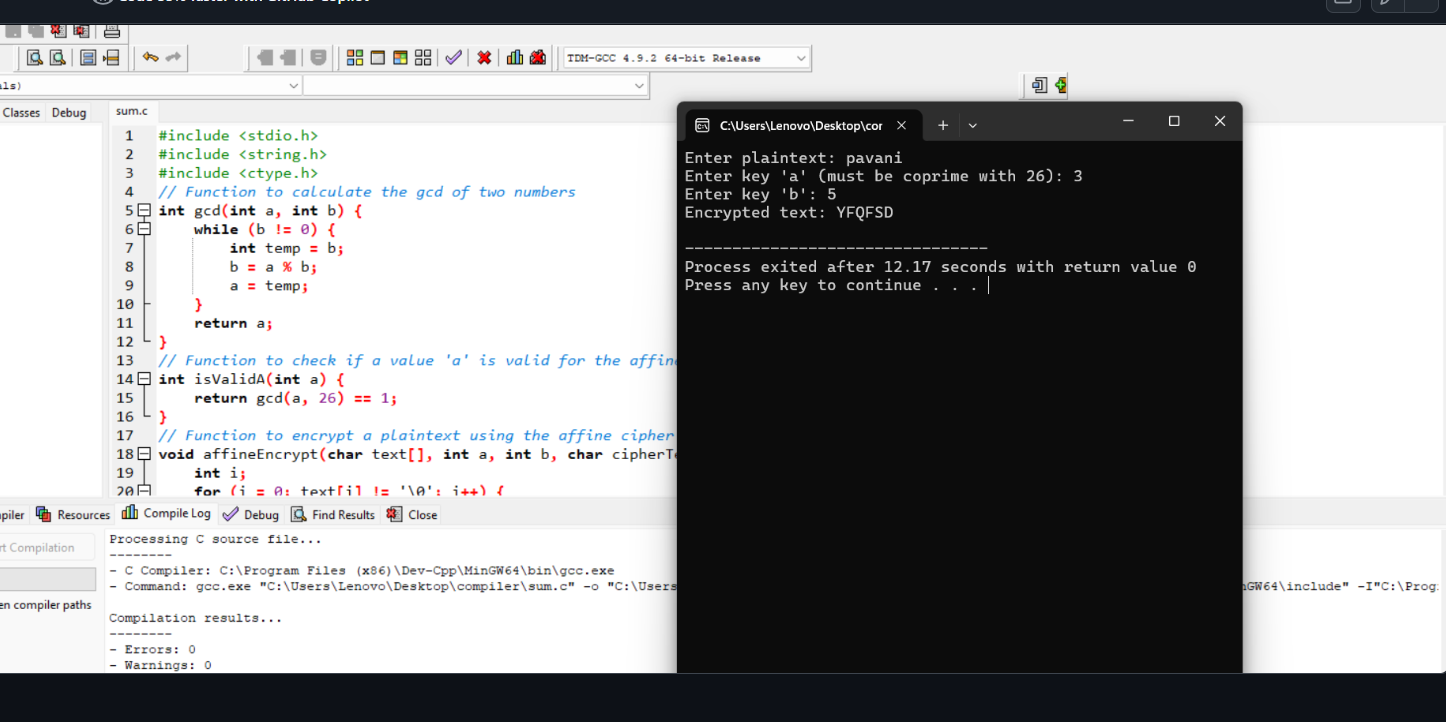 TDM-GCC 4.9.2 64-bit Release
als)
Classes Debug sum.c
1 #include <stdio.h>
2 #include <string.h>
3 #include <ctype.h>
4 // Function to calculate the gcd of two numbers
5 int gcd(int a, int b) {
6 while (b != 0) {
7 int temp = b;
8 b = a % b;
9 a = temp;
10 }
11 return a;
12 }
13 // Function to check if a value 'a' is valid for the affin
14 int isValidA(int a) {
15 return gcd(a, 26) == 1;
16 }
17 // Function to encrypt a plaintext using the affine cipher
18 void affineEncrypt(char text[], int a, int b, char cipherTe
19 int i;
20 for (i = 0; text[i] != '\0'; i++) {
C:\Users\Lenovo\Desktop\cor
Enter plaintext: pavani
Enter key 'a' (must be coprime with 26): 3
Enter key 'b': 5
Encrypted text: YFQFSD
--------------------------------
Process exited after 12.17 seconds with return value 0
Press any key to continue . . .
mpiler Resources Compile Log Debug Find Results Close
rt Compilation
en compiler paths
Processing C source file...
--------
- C Compiler: C:\Program Files (x86)\Dev-Cpp\MinGW64\bin\gcc.exe
- Command: gcc.exe "C:\Users\Lenovo\Desktop\compiler\sum.c" -o "C:\Users
nGW64\include" -I"C:\Prog
Compilation results...
--------
- Errors: 0
- Warnings: 0